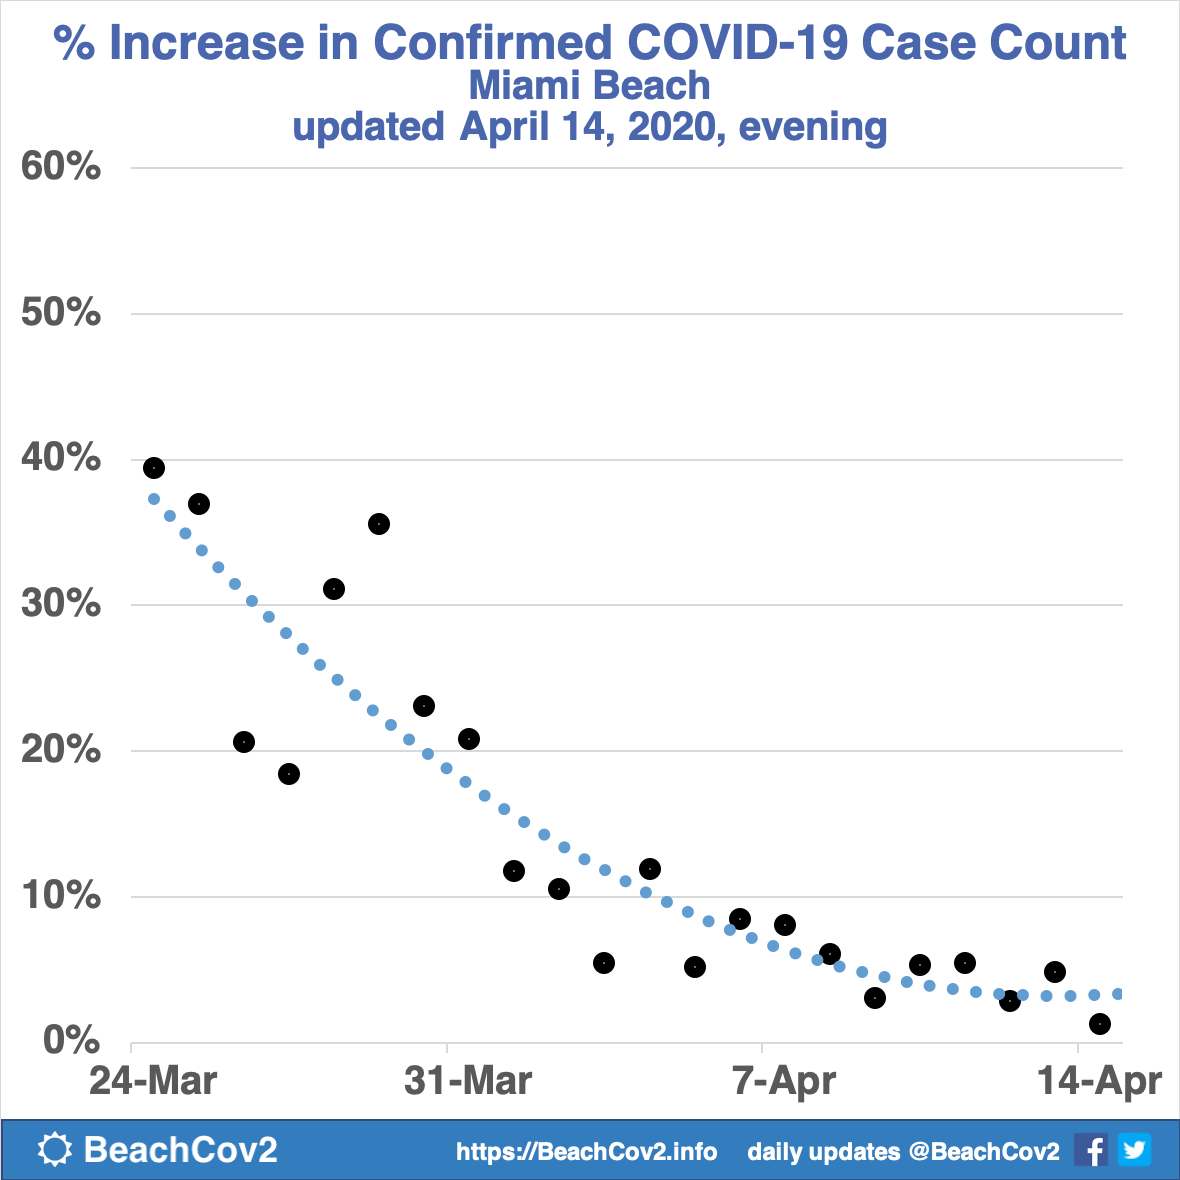 % Increase in Confirmed COVID-19 Case Count
Miami Beach
updated April 14, 2020, evening
60%
50%
40%
30%
20%
10%
0%
24-Mar 31-Mar 7-Apr 14-Apr
BeachCov2 https://BeachCov2.info daily updates @BeachCov2 f